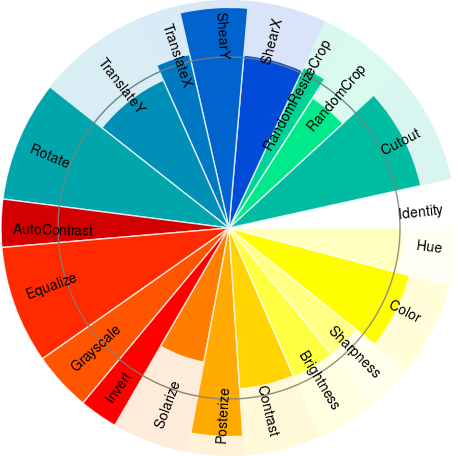 ShearX
ShearY
TranslateX
TranslateY
Rotate
AutoContrast
Equalize
Grayscale
Invert
Solarize
Posterize
Contrast
Brightness
Sharpness
Color
Hue
Identity
Cutout
RandomCrop
RandomResizeCrop